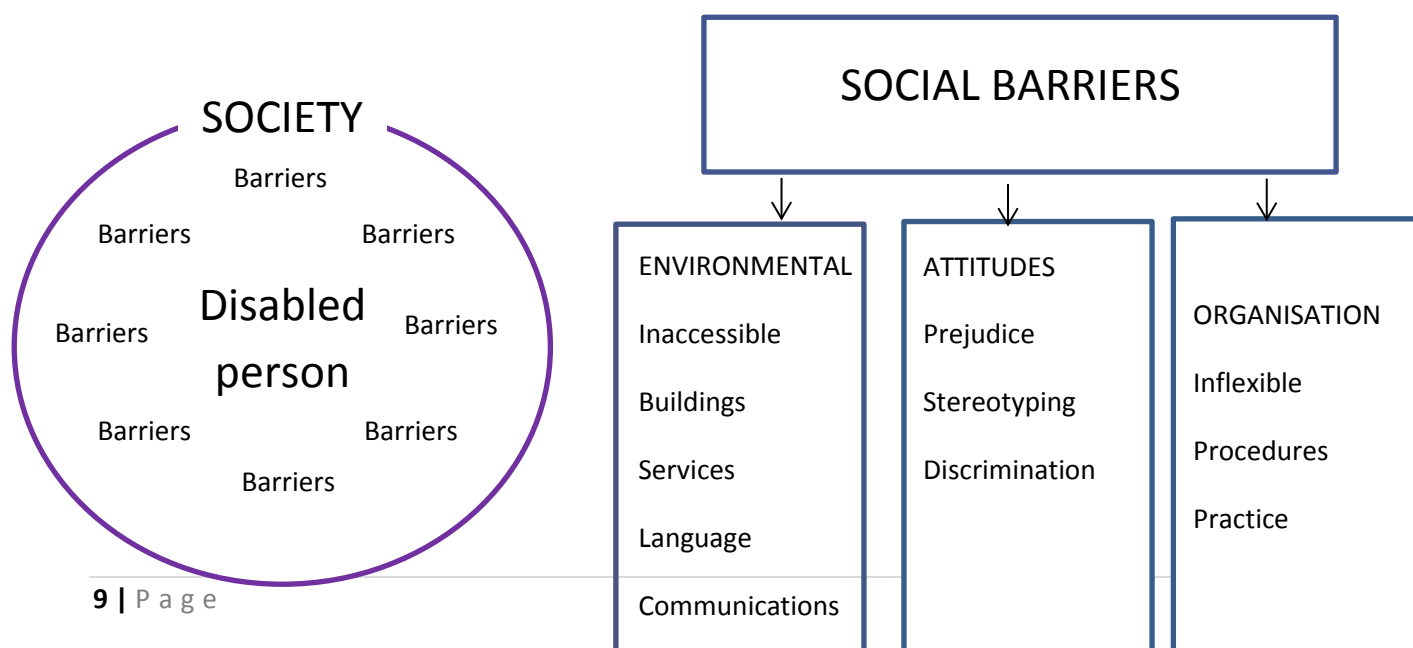 SOCIETY
Barriers
Barriers Barriers
Disabled
person
Barriers Barriers
Barriers Barriers
Barriers
SOCIAL BARRIERS
ENVIRONMENTAL
Inaccessible
Buildings
Services
Language
Communications
ATTITUDES
Prejudice
Stereotyping
Discrimination
ORGANISATION
Inflexible
Procedures
Practice
9 | Page